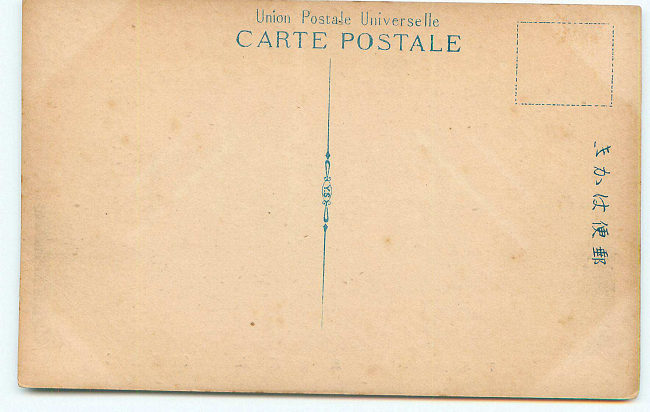 Union Postale Universelle
CARTE POSTALE
Y.S
郵便はかき